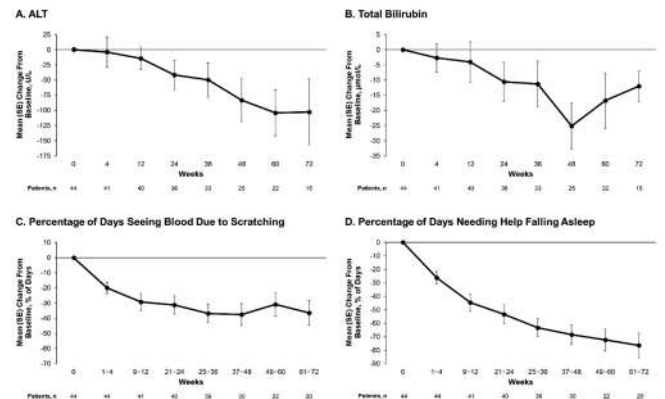 A. ALT
Mean (SE) Change From
Baseline, U/L
25
0
-25
-50
-75
-100
-125
-150
-175
0 4 12 24 36 48 60 72
Weeks
Patients, n 44 41 40 36 33 25 22 15
B. Total Bilirubin
Mean (SE) Change From
Baseline, μmol/L
5
0
-5
-10
-15
-20
-25
-30
-35
0 4 12 24 36 48 60 72
Weeks
Patients, n 44 41 40 36 33 25 22 15
C. Percentage of Days Seeing Blood Due to Scratching
Mean (SE) Change From
Baseline, % of Days
10
0
-10
-20
-30
-40
-50
-60
-70
0 1–4 9–12 21–24 25–36 37–48 49–60 61–72
Weeks
Patients, n 44 44 41 40 30 22 20
D. Percentage of Days Needing Help Falling Asleep
Mean (SE) Change From
Baseline, % of Days
0
-10
-20
-30
-40
-50
-60
-70
-80
-90
0 1–4 9–12 21–24 25–36 37–48 49–60 61–72
Weeks
Patients, n 44 44 41 40 30 22 20